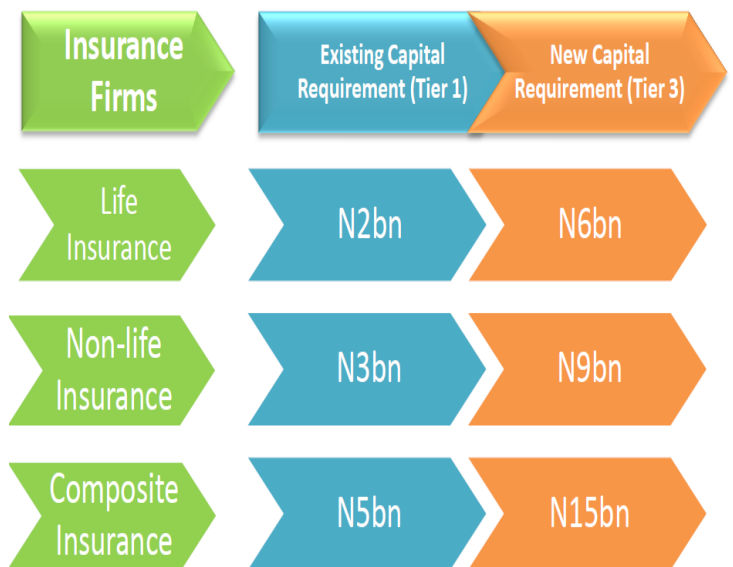 Insurance
Firms
Existing Capital
Requirement (Tier 1)
New Capital
Requirement (Tier 3)
Life
Insurance
N2bn
N6bn
Non-life
Insurance
N3bn
N9bn
Composite
Insurance
N5bn
N15bn